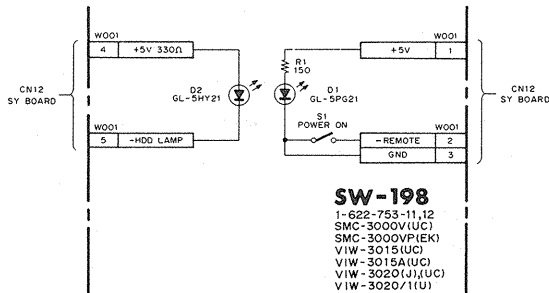 W001
4 +5V 330Ω
CN12
SY BOARD
D2
GL-5HY21
W001
5 -HDD LAMP
W001
+5V 1
R1
150
D1
GL-5PG21
S1
POWER ON
CN12
SY BOARD
W001
-REMOTE 2
GND 3
SW-198
1-622-753-11,12
SMC-3000V(UC)
SMC-3000VP(EK)
VIW-3015(UC)
VIW-3015A(UC)
VIW-3020(J),(UC)
VIW-3020/1(U)